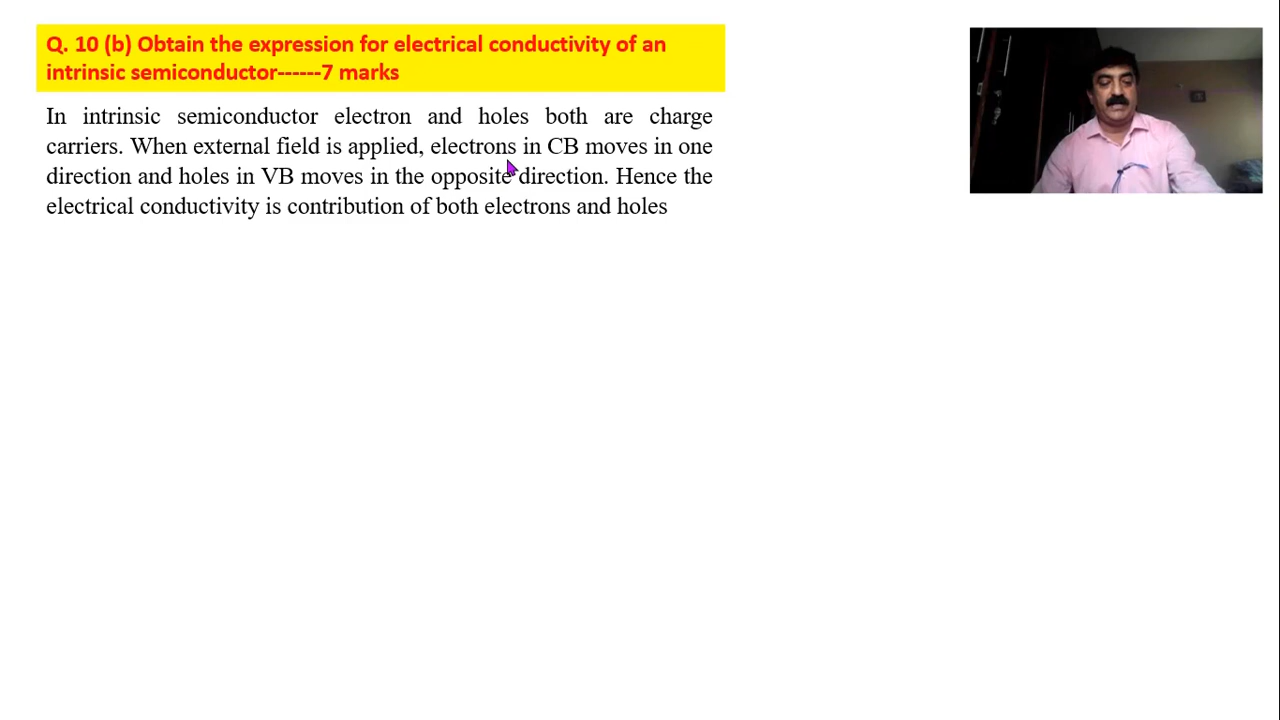 Q. 10 (b) Obtain the expression for electrical conductivity of an
intrinsic semiconductor------7 marks
In intrinsic semiconductor electron and holes both are charge
carriers. When external field is applied, electrons in CB moves in one
direction and holes in VB moves in the opposite direction. Hence the
electrical conductivity is contribution of both electrons and holes